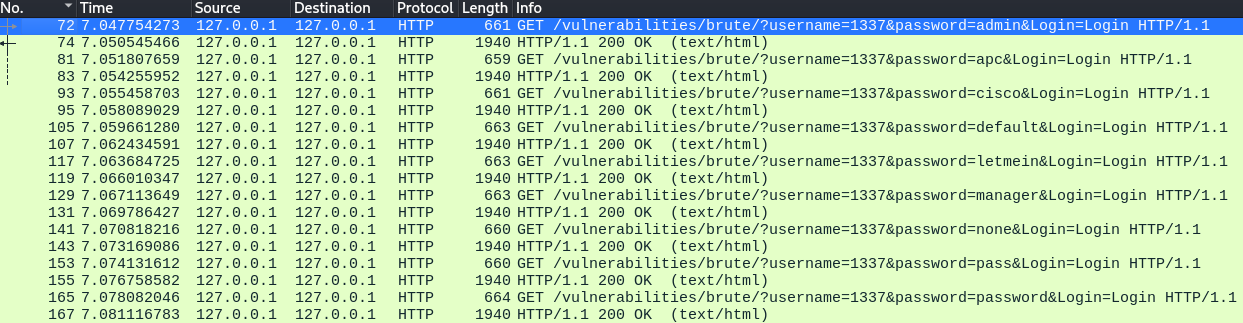 No. Time Source Destination Protocol Length Info
72 7.047754273 127.0.0.1 127.0.0.1 HTTP 661 GET /vulnerabilities/brute/?username=1337&password=admin&Login=Login HTTP/1.1
74 7.050545466 127.0.0.1 127.0.0.1 HTTP 1940 HTTP/1.1 200 OK (text/html)
81 7.051807659 127.0.0.1 127.0.0.1 HTTP 659 GET /vulnerabilities/brute/?username=1337&password=apc&Login=Login HTTP/1.1
83 7.054255952 127.0.0.1 127.0.0.1 HTTP 1940 HTTP/1.1 200 OK (text/html)
93 7.055458703 127.0.0.1 127.0.0.1 HTTP 661 GET /vulnerabilities/brute/?username=1337&password=cisco&Login=Login HTTP/1.1
95 7.058089029 127.0.0.1 127.0.0.1 HTTP 1940 HTTP/1.1 200 OK (text/html)
105 7.059661280 127.0.0.1 127.0.0.1 HTTP 663 GET /vulnerabilities/brute/?username=1337&password=default&Login=Login HTTP/1.1
107 7.062434591 127.0.0.1 127.0.0.1 HTTP 1940 HTTP/1.1 200 OK (text/html)
117 7.063684725 127.0.0.1 127.0.0.1 HTTP 663 GET /vulnerabilities/brute/?username=1337&password=letmein&Login=Login HTTP/1.1
119 7.066010347 127.0.0.1 127.0.0.1 HTTP 1940 HTTP/1.1 200 OK (text/html)
129 7.067113649 127.0.0.1 127.0.0.1 HTTP 663 GET /vulnerabilities/brute/?username=1337&password=manager&Login=Login HTTP/1.1
131 7.069786427 127.0.0.1 127.0.0.1 HTTP 1940 HTTP/1.1 200 OK (text/html)
141 7.070818216 127.0.0.1 127.0.0.1 HTTP 660 GET /vulnerabilities/brute/?username=1337&password=none&Login=Login HTTP/1.1
143 7.073169086 127.0.0.1 127.0.0.1 HTTP 1940 HTTP/1.1 200 OK (text/html)
153 7.074131612 127.0.0.1 127.0.0.1 HTTP 660 GET /vulnerabilities/brute/?username=1337&password=pass&Login=Login HTTP/1.1
155 7.076758582 127.0.0.1 127.0.0.1 HTTP 1940 HTTP/1.1 200 OK (text/html)
165 7.078082046 127.0.0.1 127.0.0.1 HTTP 664 GET /vulnerabilities/brute/?username=1337&password=password&Login=Login HTTP/1.1
167 7.081116783 127.0.0.1 127.0.0.1 HTTP 1940 HTTP/1.1 200 OK (text/html)